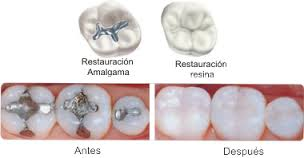 Restauración
Amalgama
Restauración
resina
Antes
Después